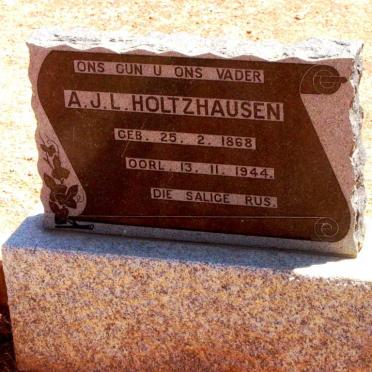 ONS GUN U ONS VADER
A.J.L. HOLTZHAUSEN
GEB. 25. 2. 1868
OORL. 13. 11. 1944.
DIE SALIGE RUS.